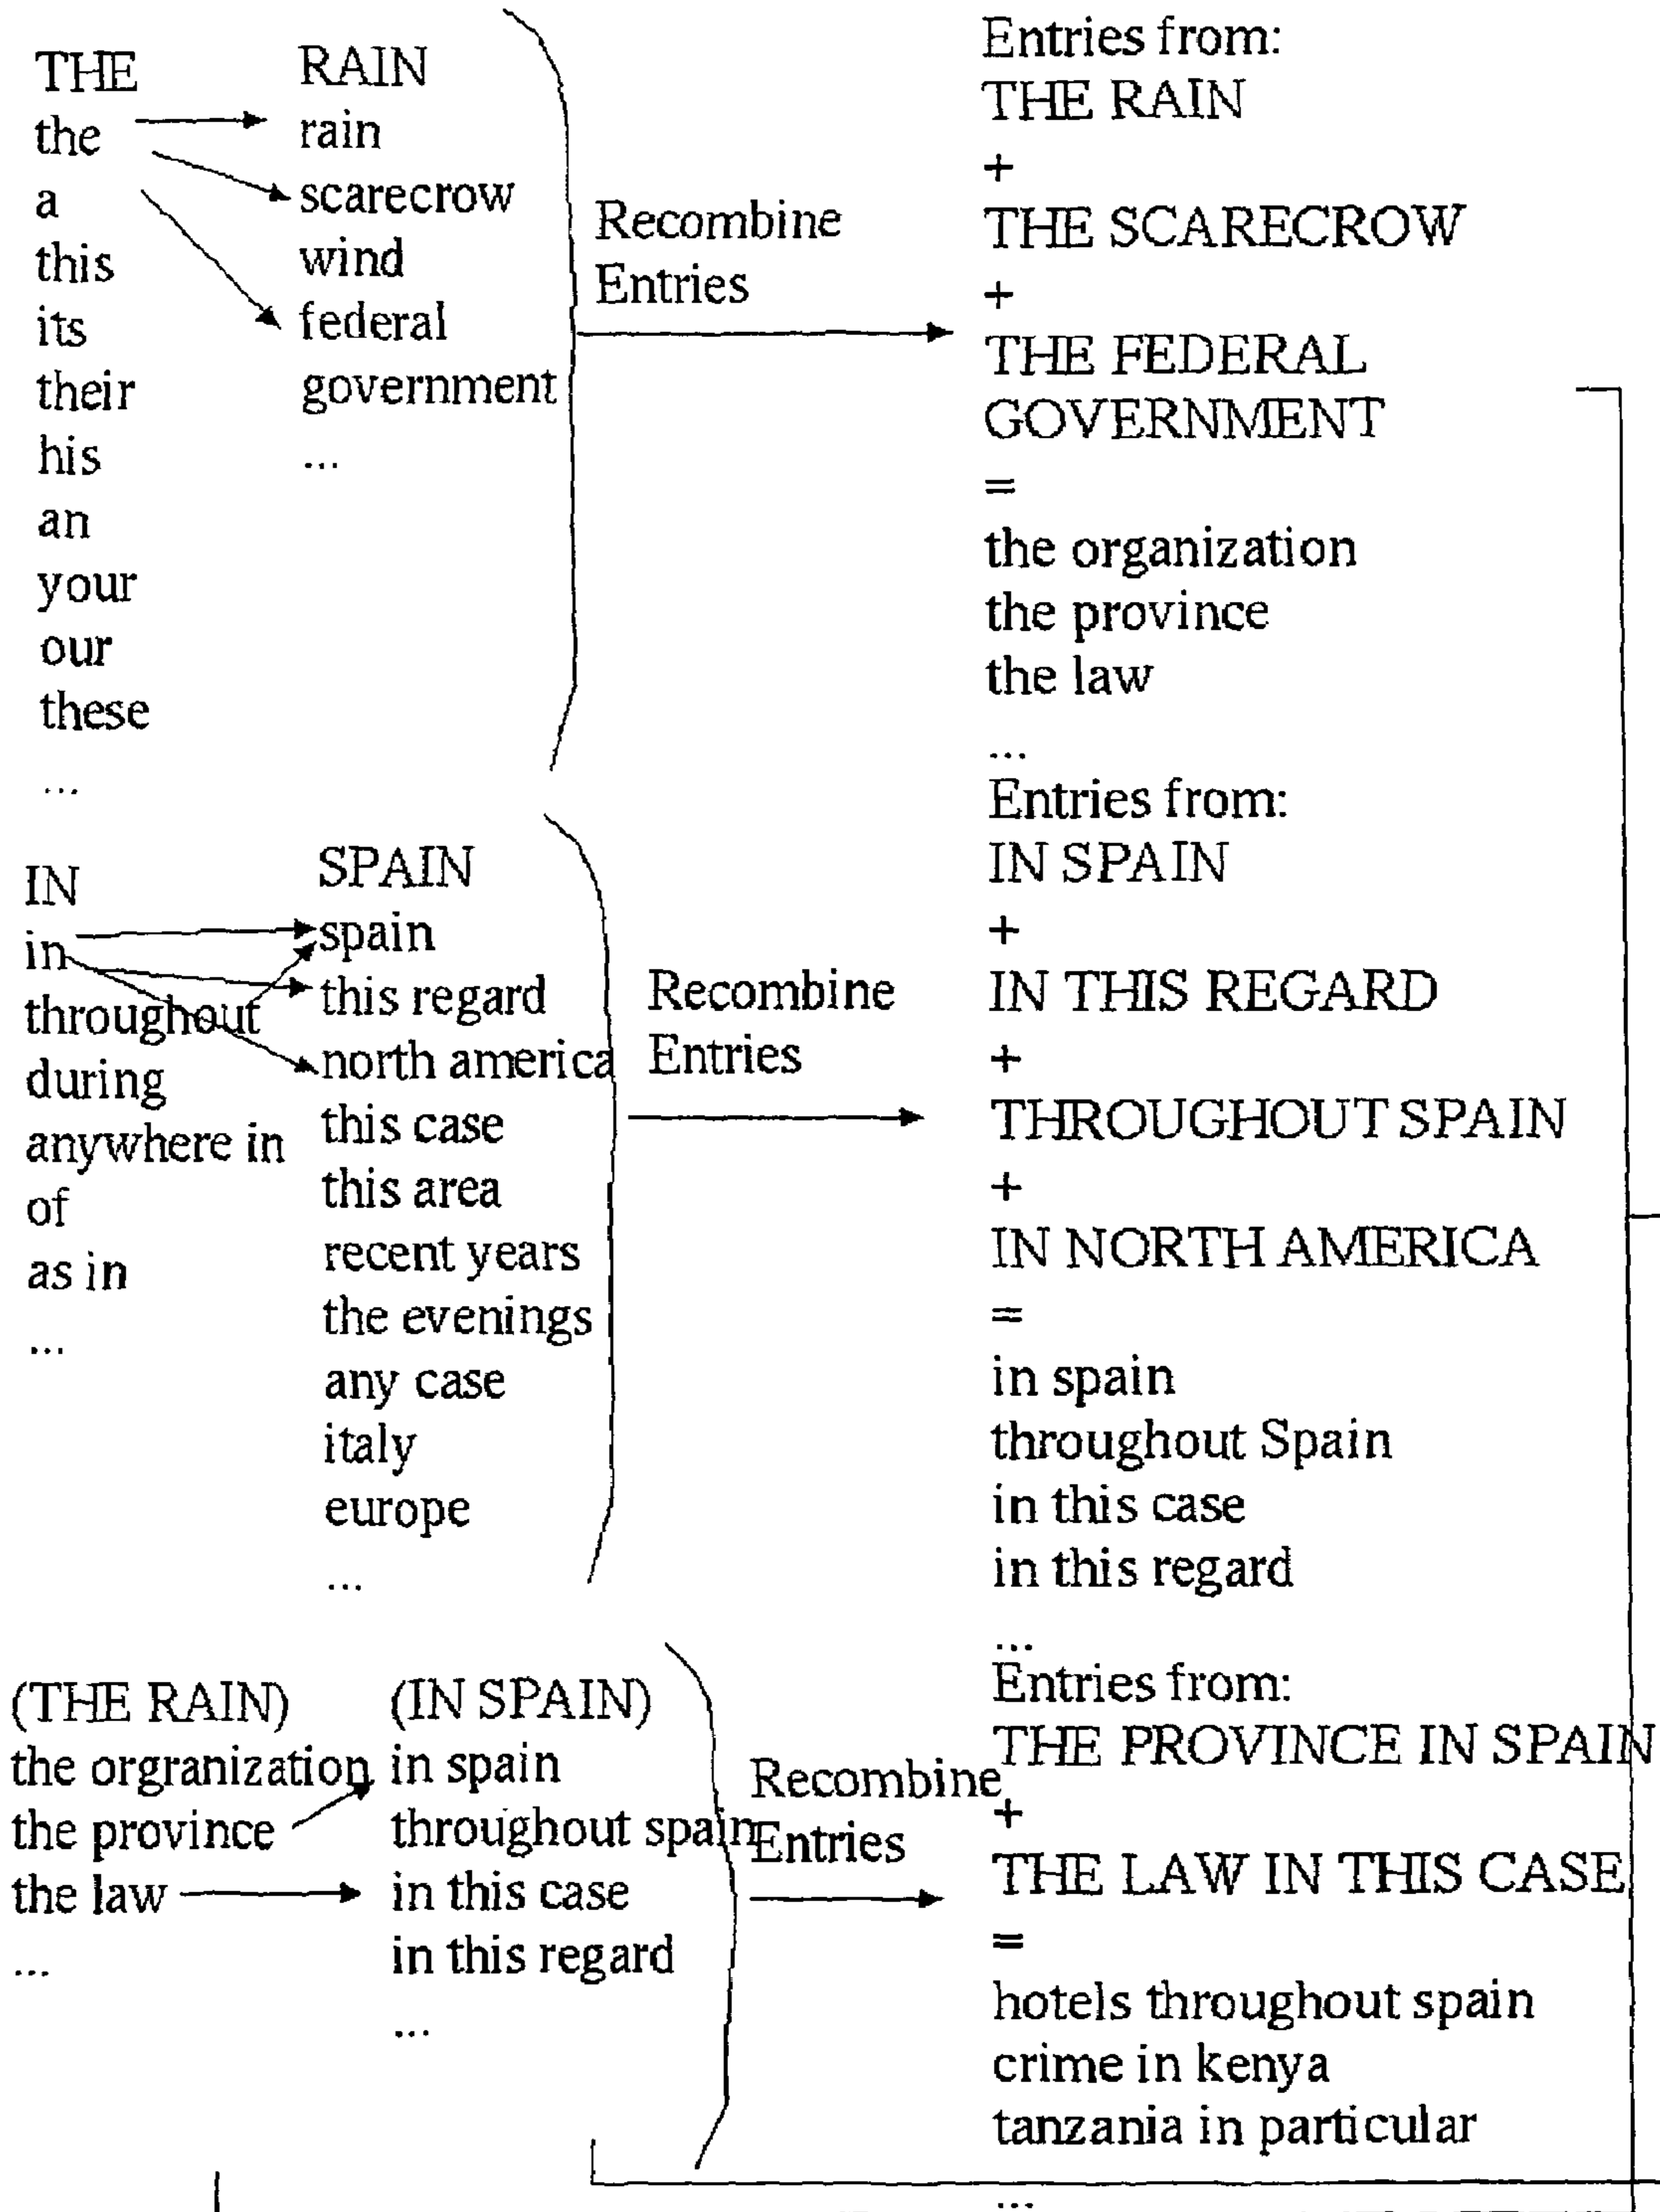 THE
the
a
this
its
their
his
an
your
our
these
...
RAIN
rain
scarecrow
wind
federal
government
...
Recombine
Entries
Entries from:
THE RAIN
+
THE SCARECROW
+
THE FEDERAL
GOVERNMENT
=
the organization
the province
the law
...
IN
in
throughout
during
anywhere in
of
as in
...
SPAIN
spain
this regard
north america
this case
this area
recent years
the evenings
any case
italy
europe
...
Recombine
Entries
Entries from:
IN SPAIN
+
IN THIS REGARD
+
THROUGHOUT SPAIN
+
IN NORTH AMERICA
=
in spain
throughout Spain
in this case
in this regard
...
(THE RAIN)
the orgranization
the province
the law
...
(IN SPAIN)
in spain
throughout spain
in this case
in this regard
...
Recombine
Entries
Entries from:
THE PROVINCE IN SPAIN
+
THE LAW IN THIS CASE
=
hotels throughout spain
crime in kenya
tanzania in particular
...